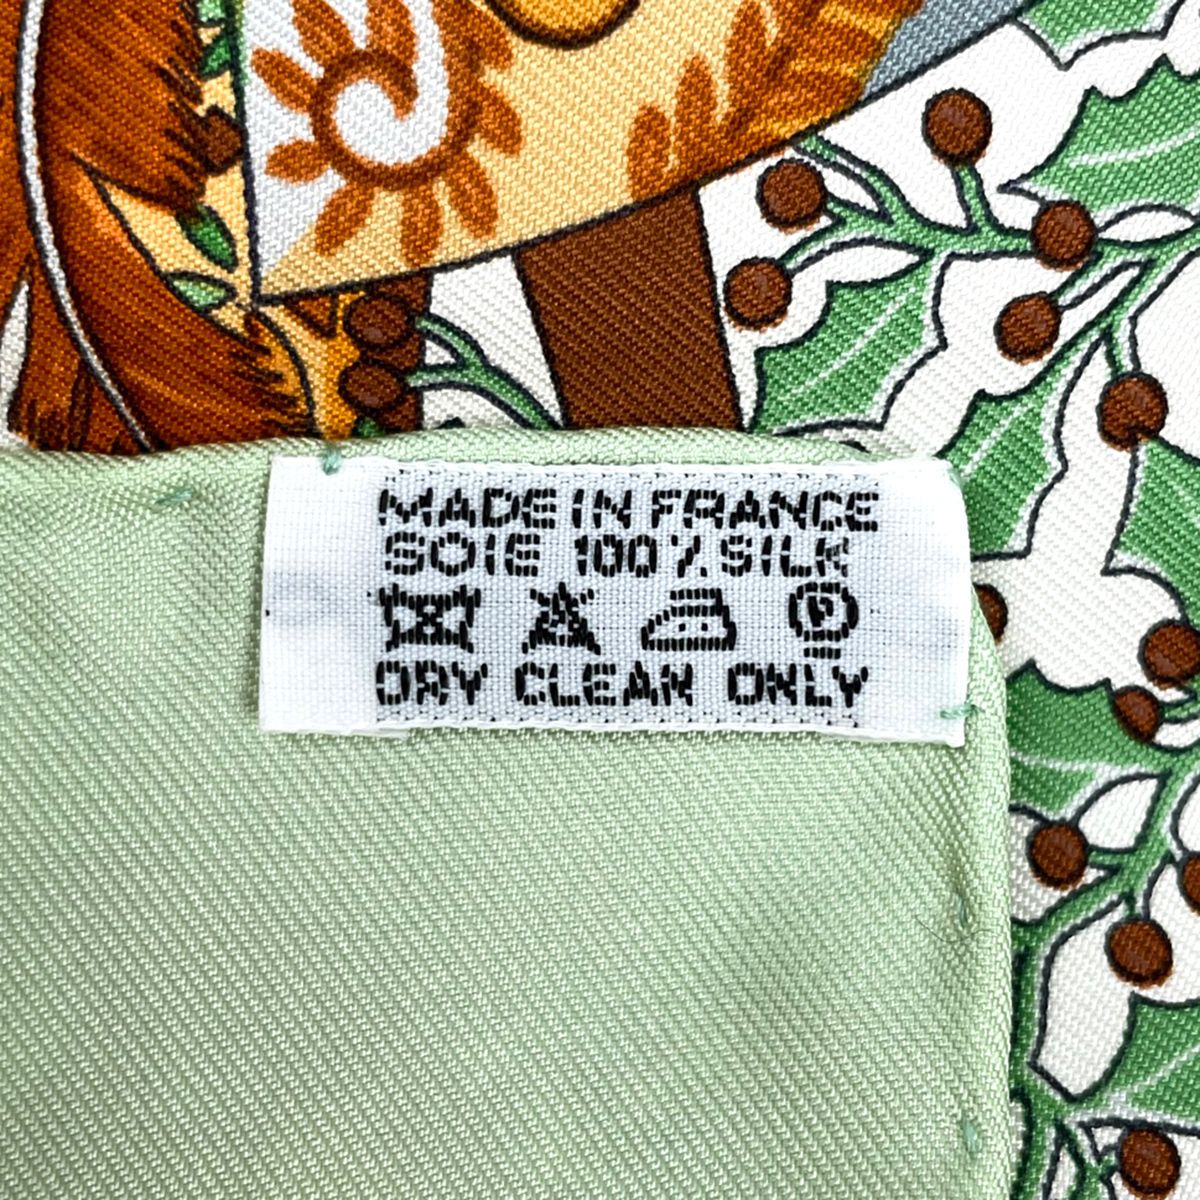 MADE IN FRANCE
SOIE 100% SILK
P
DRY CLEAN ONLY